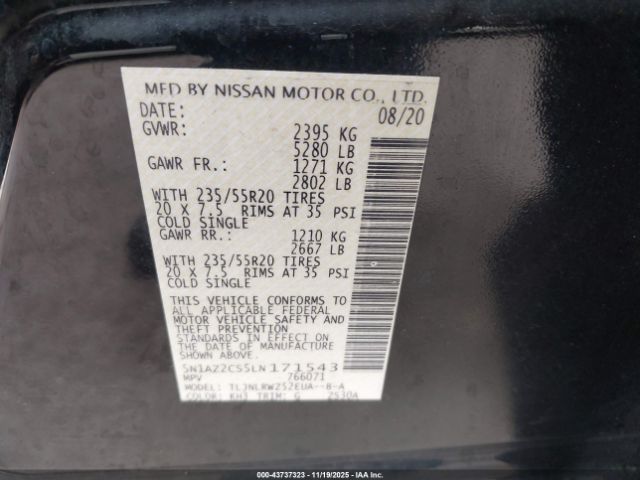 MFD BY NISSAN MOTOR CO., LTD.
DATE: 08/20
GVWR: 2395 KG
5280 LB
GAWR FR.: 1271 KG
2802 LB
WITH 235/55R20 TIRES
20 X 7.5 RIMS AT 35 PSI
COLD SINGLE
GAWR RR.: 1210 KG
2667 LB
WITH 235/55R20 TIRES
20 X 7.5 RIMS AT 35 PSI
COLD SINGLE
THIS VEHICLE CONFORMS TO
ALL APPLICABLE FEDERAL
MOTOR VEHICLE SAFETY AND
THEFT PREVENTION
STANDARDS IN EFFECT ON
THE DATE OF MANUFACTURE
SHOWN ABOVE.
5N1AZ2CS5LN171543
MPV 766071
MODEL: TLJNLRWZ52EUA--B-A
COLOR: KH3 TRIM: G 2530A
000-43737323 - 11/19/2025 - IAA Inc.